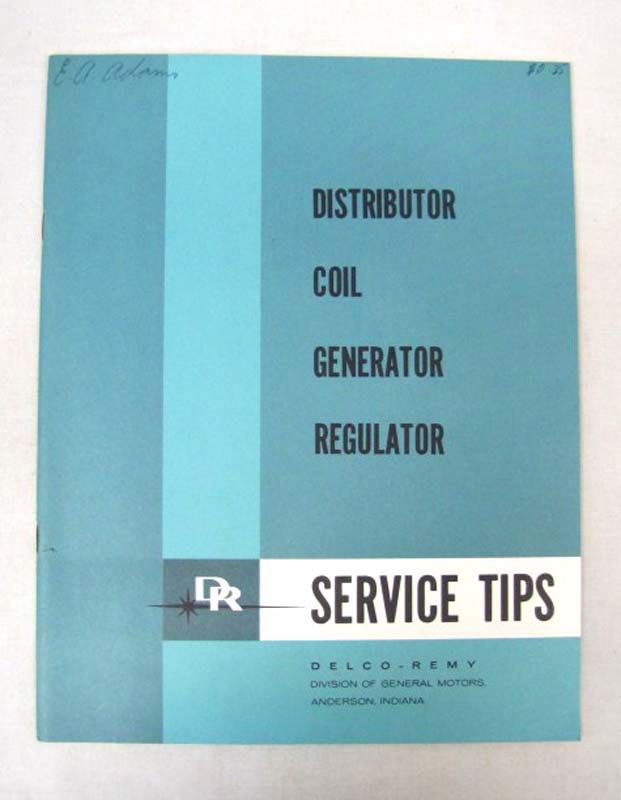 E. A. Adams
DISTRIBUTOR
COIL
GENERATOR
REGULATOR
DR
SERVICE TIPS
DELCO-REMY
DIVISION OF GENERAL MOTORS,
ANDERSON, INDIANA